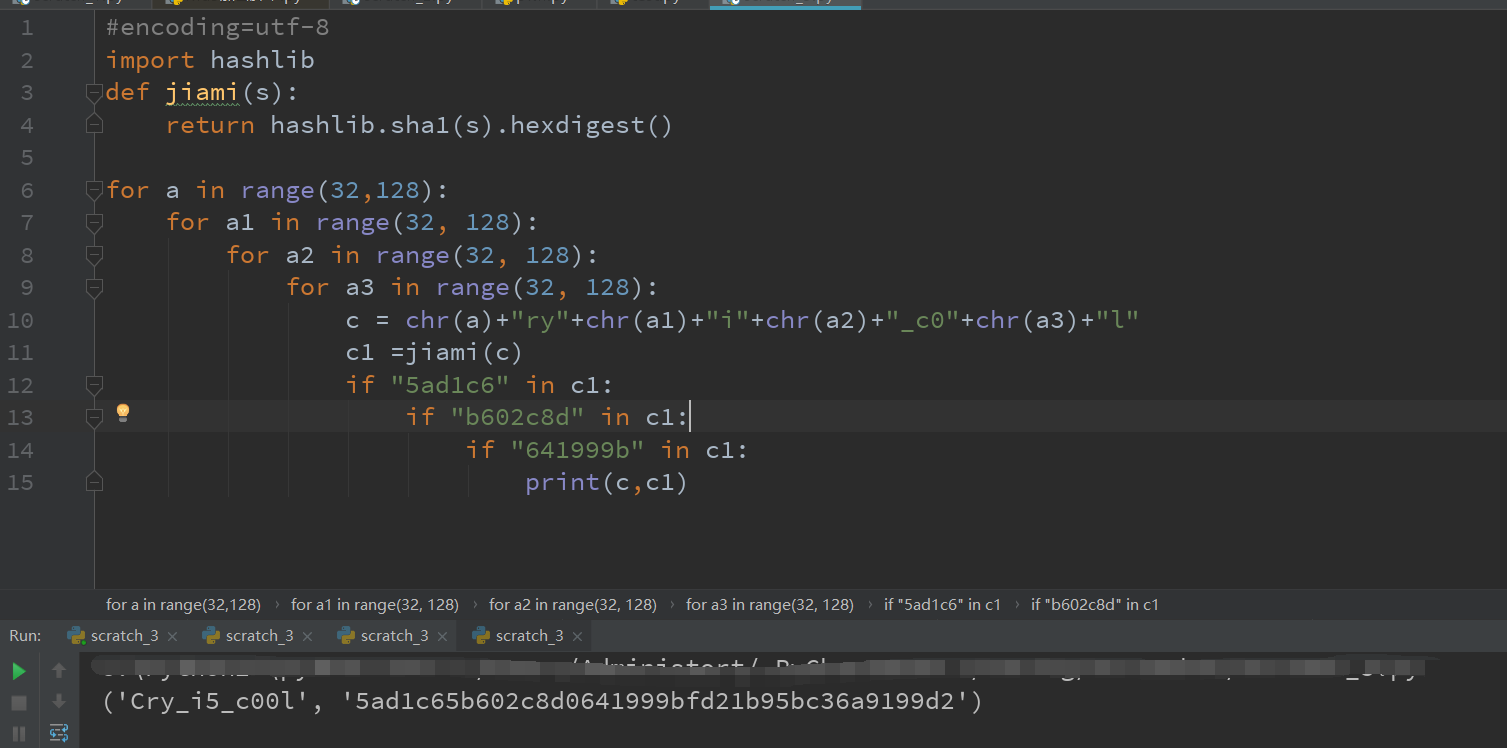 1 #encoding=utf-8
2 import hashlib
3 def jiami(s):
4 return hashlib.sha1(s).hexdigest()
5
6 for a in range(32,128):
7 for a1 in range(32, 128):
8 for a2 in range(32, 128):
9 for a3 in range(32, 128):
10 c = chr(a)+"ry"+chr(a1)+"i"+chr(a2)+"_c0"+chr(a3)+"l"
11 c1 =jiami(c)
12 if "5ad1c6" in c1:
13 if "b602c8d" in c1:
14 if "641999b" in c1:
15 print(c,c1)
for a in range(32,128) › for a1 in range(32, 128) › for a2 in range(32, 128) › for a3 in range(32, 128) › if "5ad1c6" in c1 › if "b602c8d" in c1
Run: scratch_3 × scratch_3 × scratch_3 × scratch_3 ×
('Cry_i5_c00l', '5ad1c65b602c8d0641999bfd21b95bc36a9199d2')